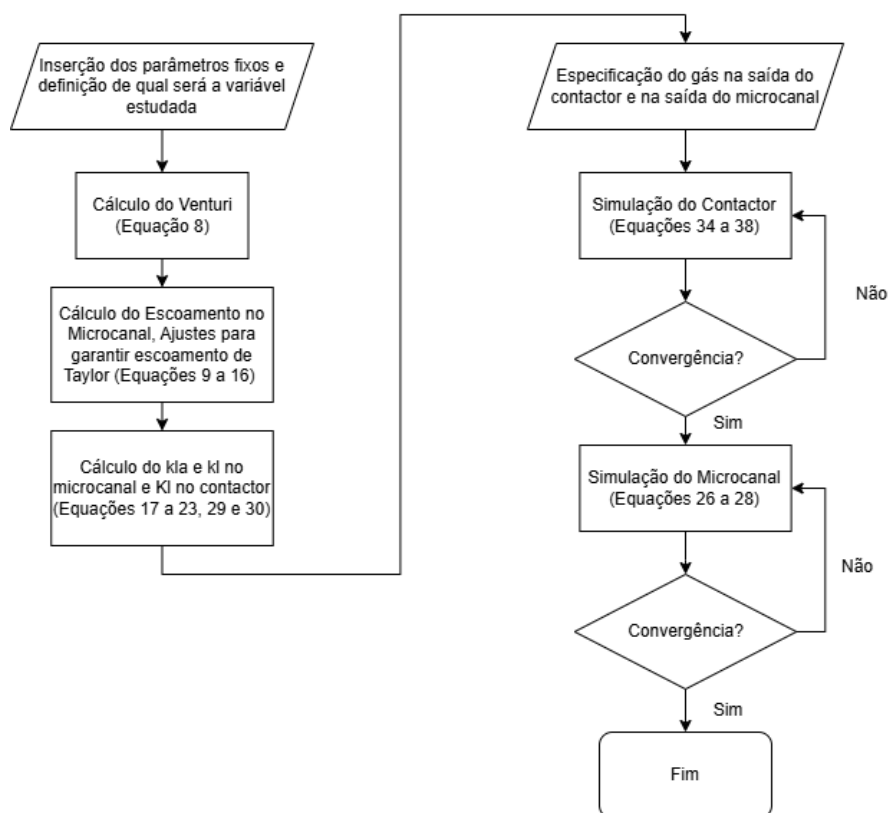 Inserção dos parâmetros fixos e
definição de qual será a variável
estudada
Cálculo do Venturi
(Equação 8)
Cálculo do Escoamento no
Microcanal, Ajustes para
garantir escoamento de
Taylor (Equações 9 a 16)
Cálculo do kla e kl no
microcanal e Kl no contactor
(Equações 17 a 23, 29 e 30)
Especificação do gás na saída do
contactor e na saída do microcanal
Simulação do Contactor
(Equações 34 a 38)
Não
Convergência?
Sim
Simulação do Microcanal
(Equações 26 a 28)
Não
Convergência?
Sim
Fim